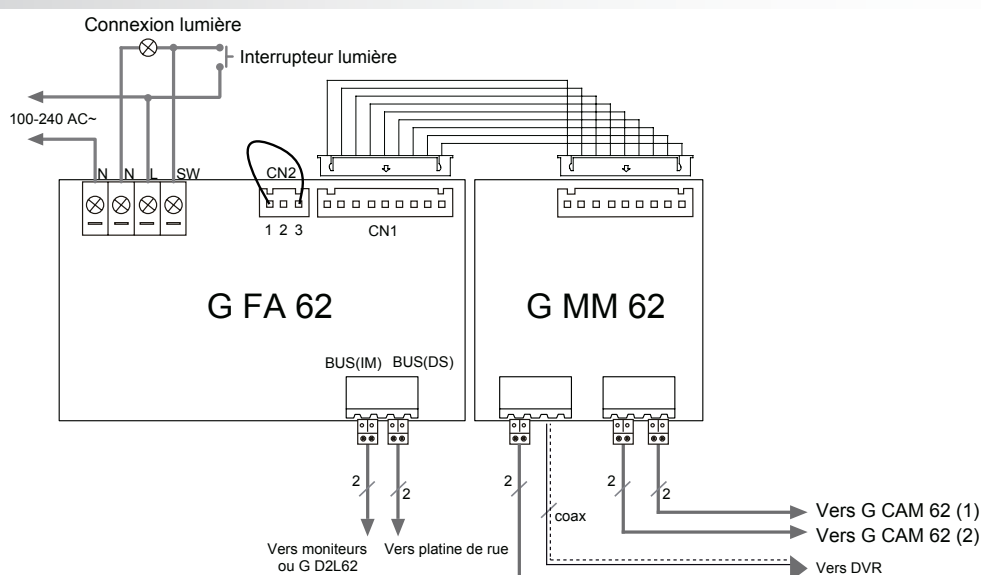 Connexion lumière
Interrupteur lumière
100-240 AC~
N N L SW
CN2
1 2 3
CN1
G FA 62
G MM 62
BUS(IM) BUS(DS)
2
2
2
coax
2
2
Vers moniteurs
ou G D2L62
Vers platine de rue
Vers G CAM 62 (1)
Vers G CAM 62 (2)
Vers DVR